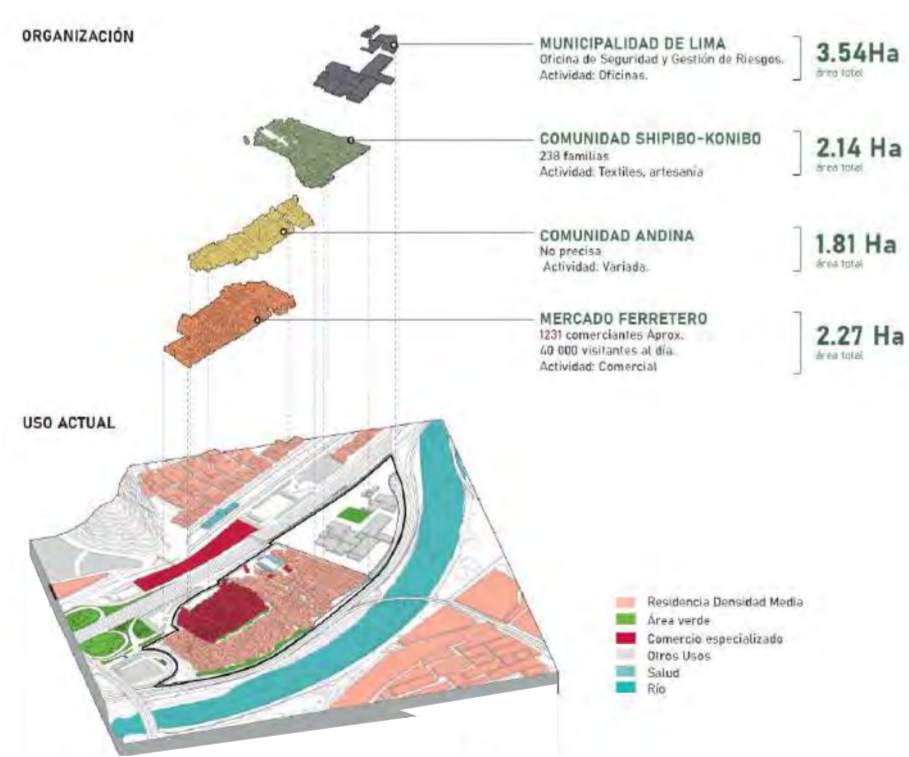 ORGANIZACIÓN
MUNICIPALIDAD DE LIMA
Oficina de Seguridad y Gestión de Riesgos.
Actividad: Oficinas.
3.54Ha
área total
COMUNIDAD SHIPIBO-KONIBO
238 familias
Actividad: Textiles, artesanía
2.14 Ha
área total
COMUNIDAD ANDINA
No precisa
Actividad: Variada.
1.81 Ha
área total
MERCADO FERRETERO
1231 comerciantes Aprox.
40 000 visitantes al día.
Actividad: Comercial
2.27 Ha
área total
USO ACTUAL
Residencia Densidad Media
Área verde
Comercio especializado
Otros Usos
Salud
Río